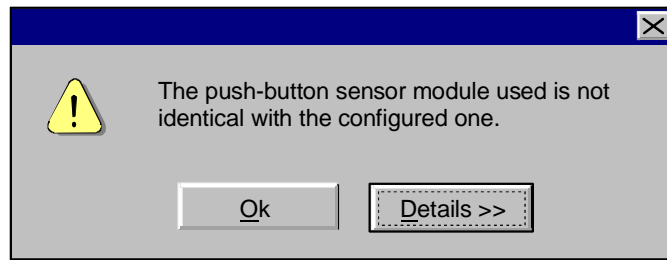 The push-button sensor module used is not
identical with the configured one.
Ok
Details >>